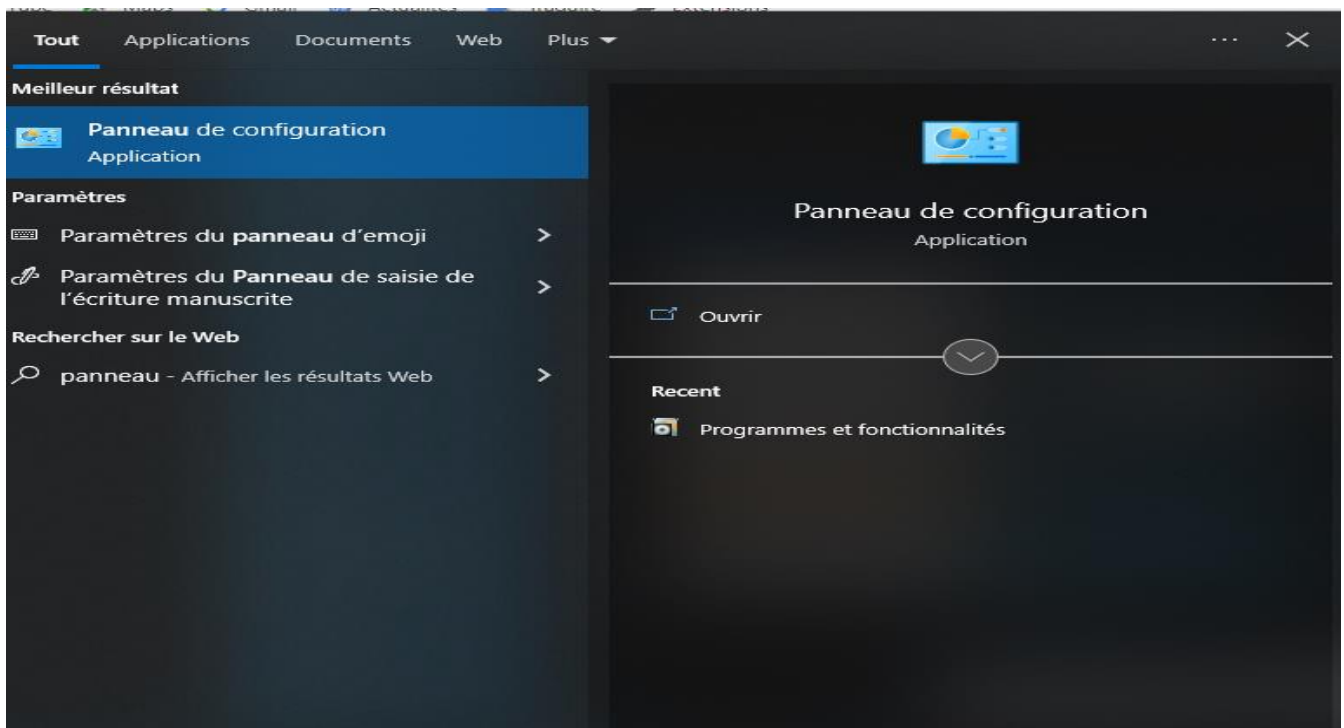 Tout Applications Documents Web Plus
Meilleur résultat
Panneau de configuration
Application
Paramètres
Paramètres du panneau d'emoji
Paramètres du Panneau de saisie de
l'écriture manuscrite
Rechercher sur le Web
panneau - Afficher les résultats Web
Panneau de configuration
Application
Ouvrir
Recent
Programmes et fonctionnalités